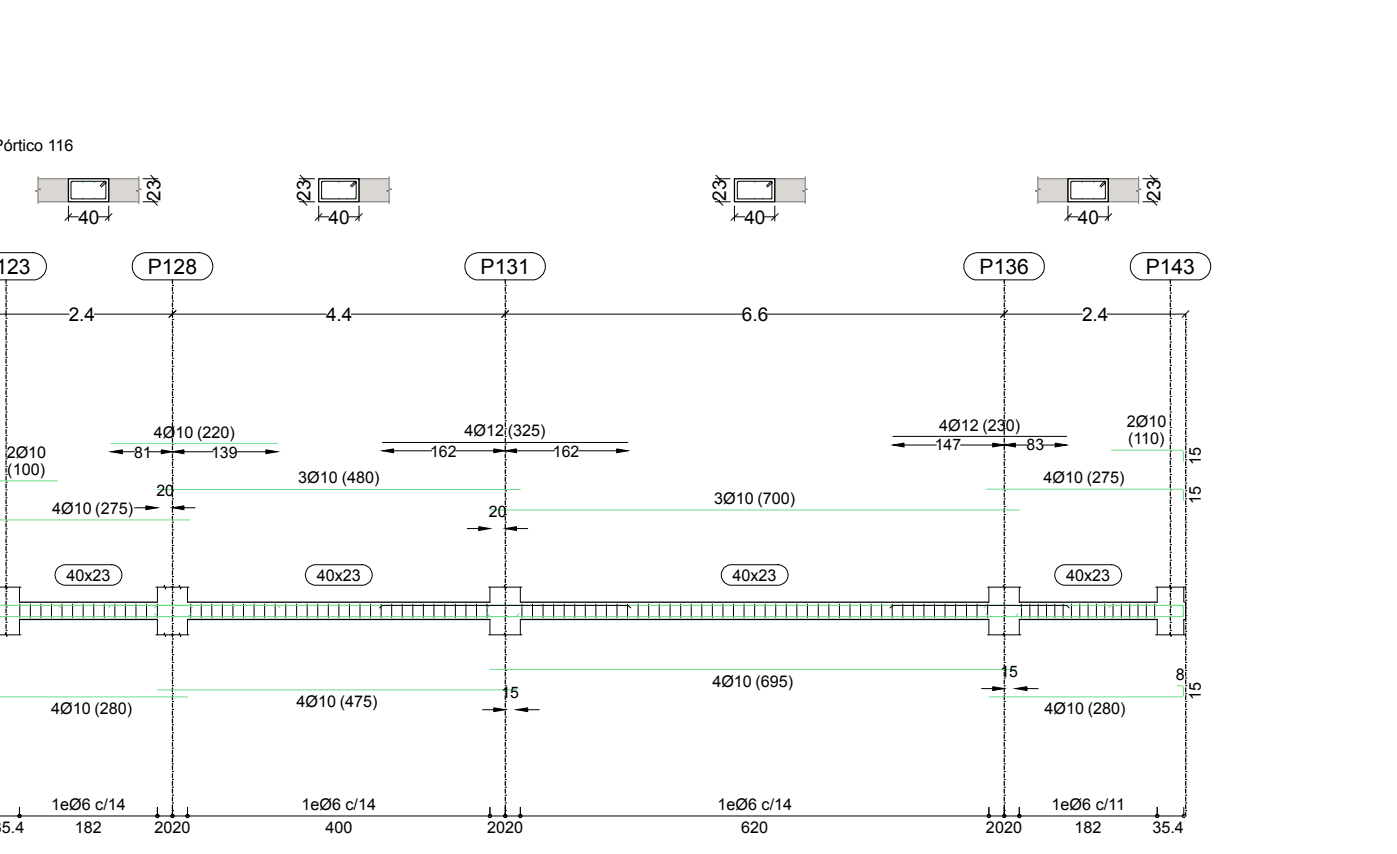 Pórtico 116
23
23
23
23
40
40
40
40
123
P128
P131
P136
P143
2.4
4.4
6.6
2.4
2Ø10
(110)
4Ø12 (230)
147
83
4Ø10 (220)
81
139
4Ø12 (325)
162
162
2Ø10
(100)
15
3Ø10 (480)
4Ø10 (275)
15
20
3Ø10 (700)
4Ø10 (275)
20
40x23
40x23
40x23
40x23
15
8
4Ø10 (695)
15
15
4Ø10 (475)
4Ø10 (280)
4Ø10 (280)
1eØ6 c/14
1eØ6 c/14
1eØ6 c/14
1eØ6 c/11
35.4
182
2020
400
2020
620
2020
182
35.4